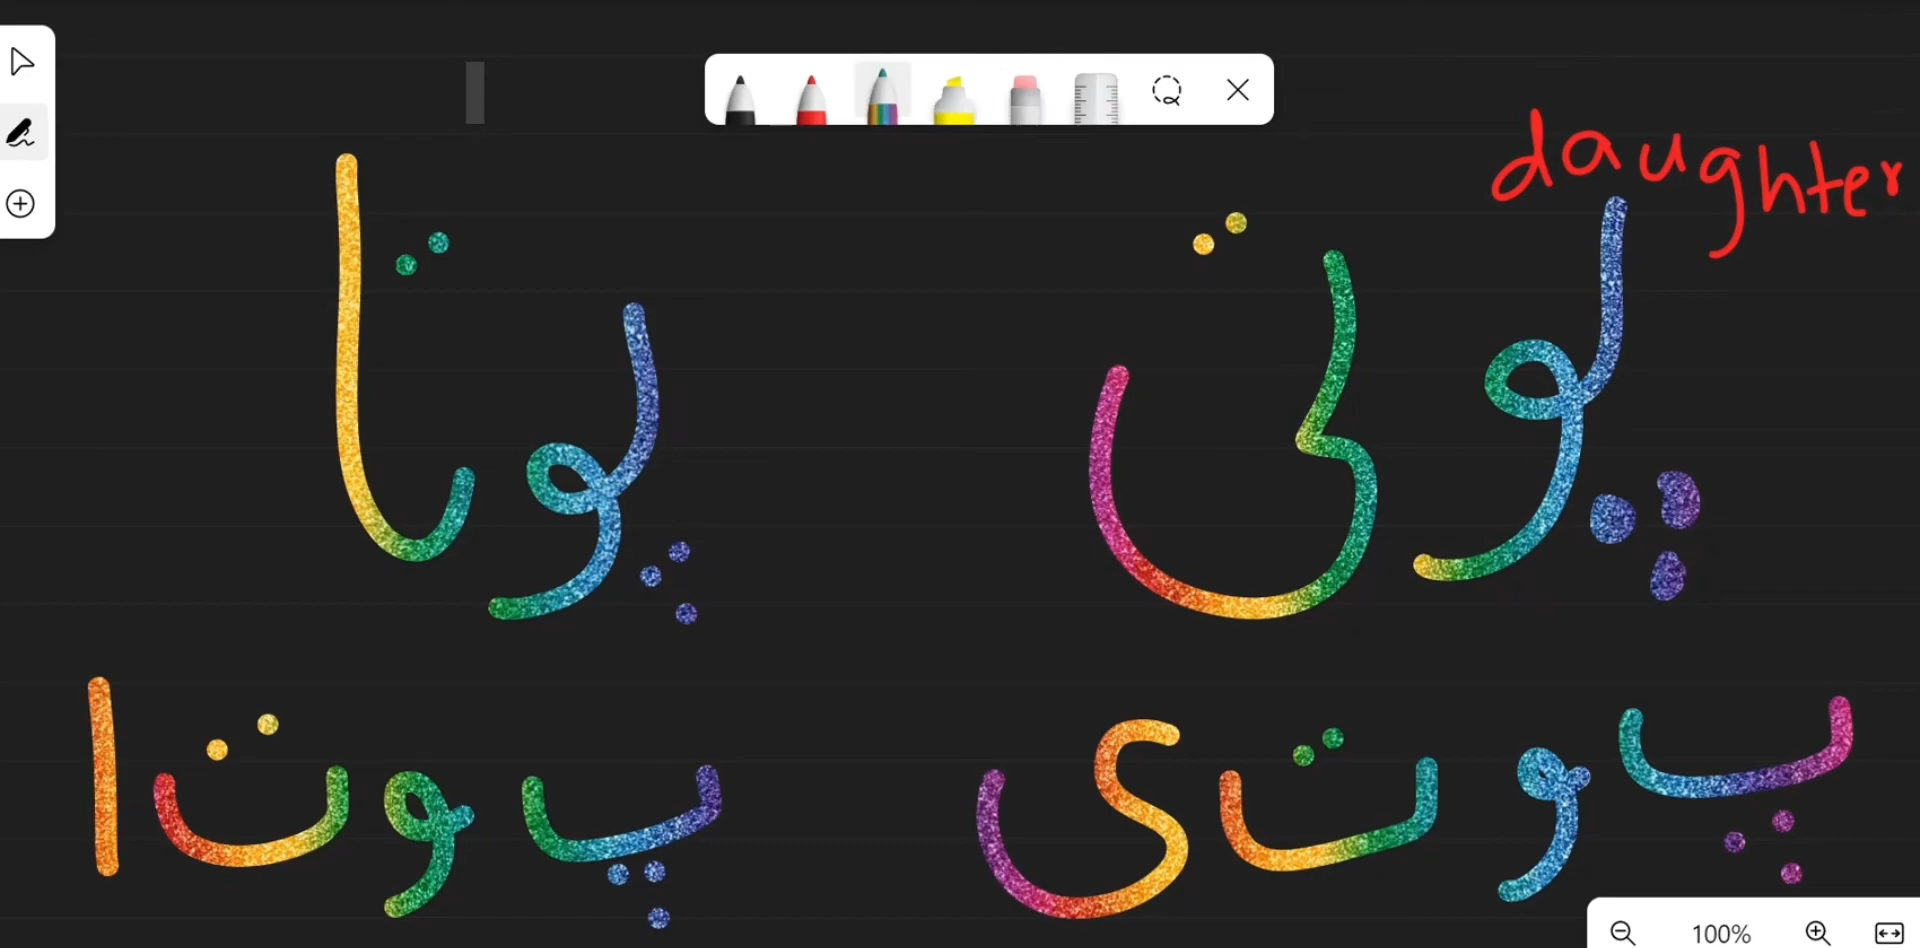 daughter
پوتی پوتا
پ و ت ی پ و ت ا
100%